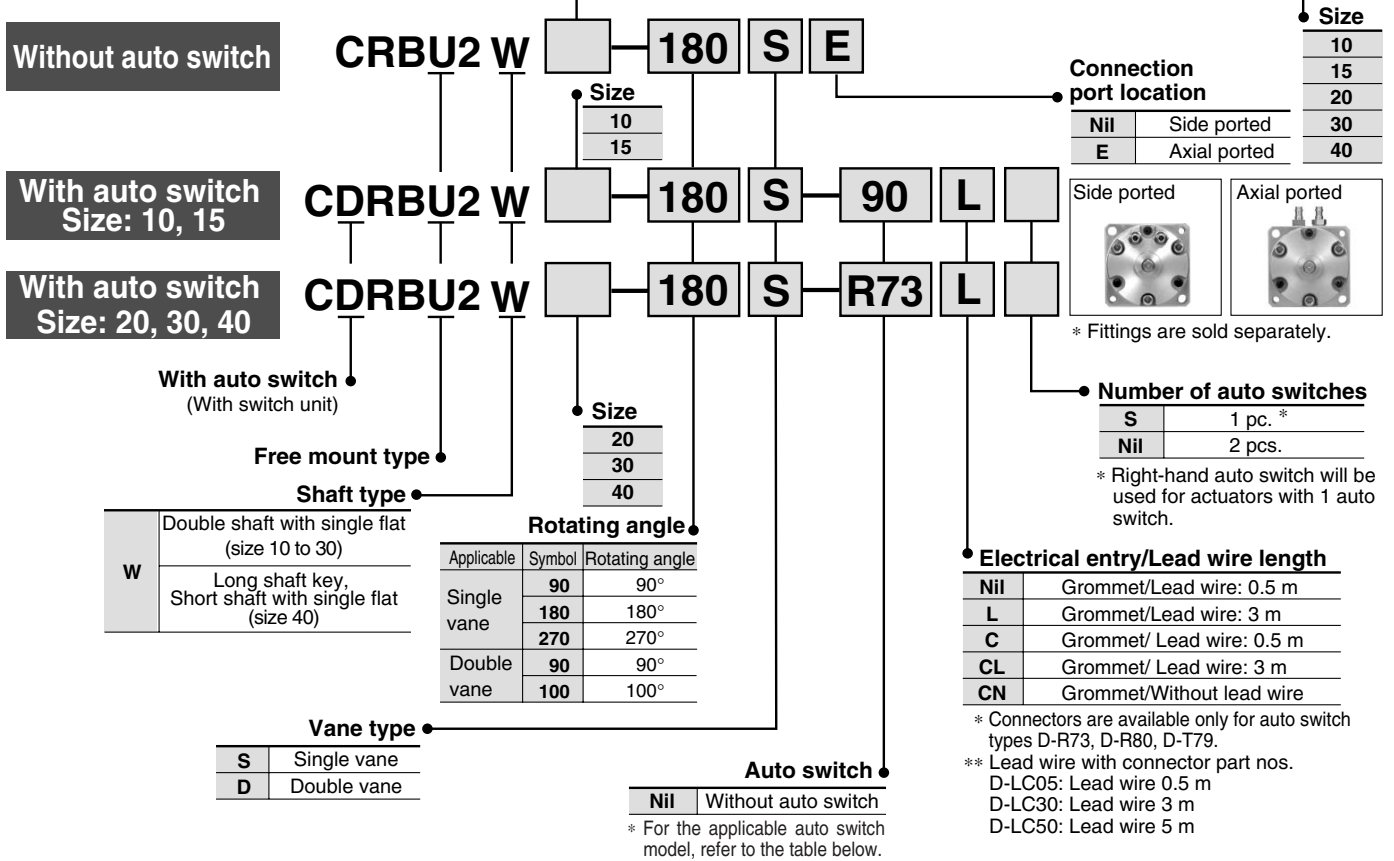 Without auto switch
CRBU2 W — 180 S E
Size
10
15
20
30
40
Connection
port location
Nil Side ported
E Axial ported
Size
10
15
With auto switch
Size: 10, 15
CDRBU2 W — 180 S — 90 L
Side ported
Axial ported
With auto switch
Size: 20, 30, 40
CDRBU2 W — 180 S — R73 L
* Fittings are sold separately.
With auto switch
(With switch unit)
Free mount type
Size
20
30
40
Number of auto switches
S 1 pc. *
Nil 2 pcs.
* Right-hand auto switch will be
used for actuators with 1 auto
switch.
Shaft type
W
Double shaft with single flat
(size 10 to 30)
Long shaft key,
Short shaft with single flat
(size 40)
Rotating angle
Applicable Symbol Rotating angle
Single
vane
90 90°
180 180°
270 270°
Double
vane
90 90°
100 100°
Electrical entry/Lead wire length
Nil Grommet/Lead wire: 0.5 m
L Grommet/Lead wire: 3 m
C Grommet/ Lead wire: 0.5 m
CL Grommet/ Lead wire: 3 m
CN Grommet/Without lead wire
* Connectors are available only for auto switch
types D-R73, D-R80, D-T79.
** Lead wire with connector part nos.
D-LC05: Lead wire 0.5 m
D-LC30: Lead wire 3 m
D-LC50: Lead wire 5 m
Vane type
S Single vane
D Double vane
Auto switch
Nil Without auto switch
* For the applicable auto switch
model, refer to the table below.